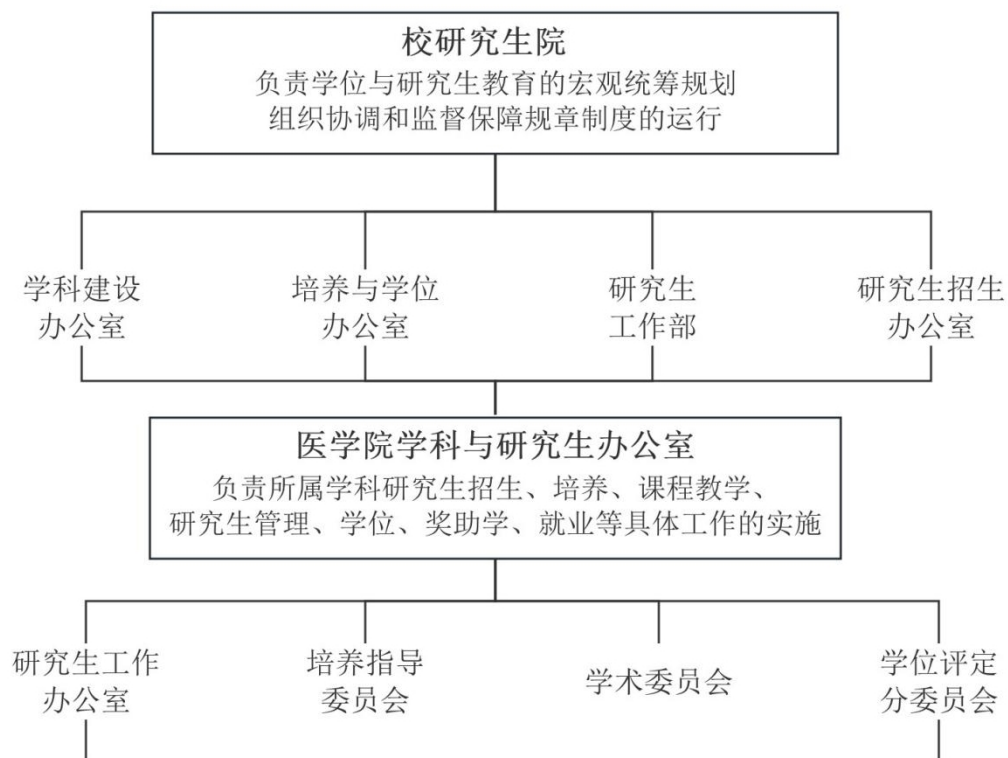 校研究生院
负责学位与研究生教育的宏观统筹规划
组织协调和监督保障规章制度的运行
学科建设
办公室
培养与学位
办公室
研究生
工作部
研究生招生
办公室
医学院学科与研究生办公室
负责所属学科研究生招生、培养、课程教学、
研究生管理、学位、奖助学、就业等具体工作的实施
研究生工作
办公室
培养指导
委员会
学术委员会
学位评定
分委员会